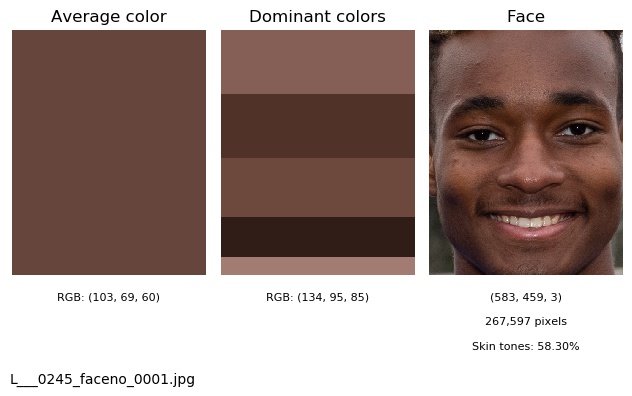 Average color
Dominant colors
Face
RGB: (103, 69, 60)
RGB: (134, 95, 85)
(583, 459, 3)
267,597 pixels
Skin tones: 58.30%
L___0245_faceno_0001.jpg